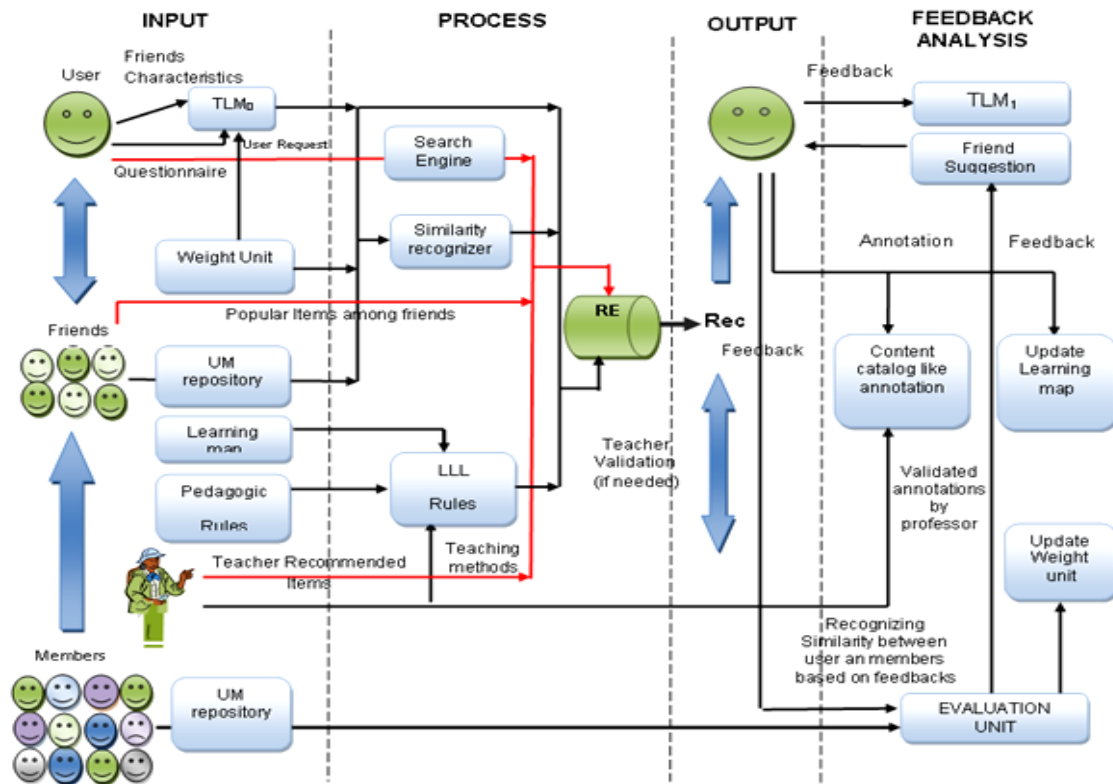 INPUT
PROCESS
OUTPUT
FEEDBACK
ANALYSIS
User
Friends
Characteristics
TLM₀
User Request
Questionnaire
Search
Engine
Similarity
recognizer
Weight Unit
Popular Items among friends
Friends
UM
repository
Learning
map
Pedagogic
Rules
LLL
Rules
Teacher Recommended
Items
Teaching
methods
Members
UM
repository
RE
Rec
Feedback
Teacher
Validation
(if needed)
Feedback
TLM₁
Friend
Suggestion
Annotation
Feedback
Content
catalog like
annotation
Update
Learning
map
Validated
annotations
by
professor
Update
Weight
unit
Recognizing
Similarity between
user an members
based on feedbacks
EVALUATION
UNIT